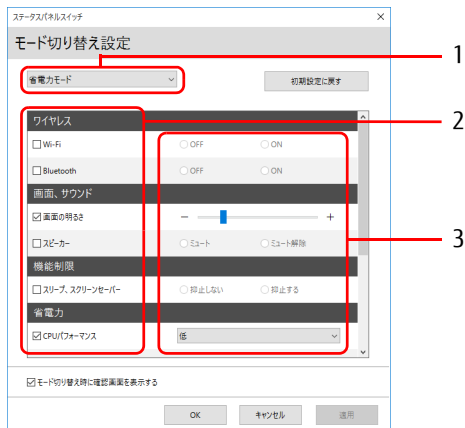 ステータスパネルスイッチ
モード切り替え設定
1
省電力モード
初期設定に戻す
2
ワイヤレス
Wi-Fi
OFF
ON
Bluetooth
OFF
ON
画面、サウンド
画面の明るさ
3
スピーカー
ミュート
ミュート解除
機能制限
スリープ、スクリーンセーバー
抑止しない
抑止する
省電力
CPUパフォーマンス
低
モード切り替え時に確認画面を表示する
OK
キャンセル
適用